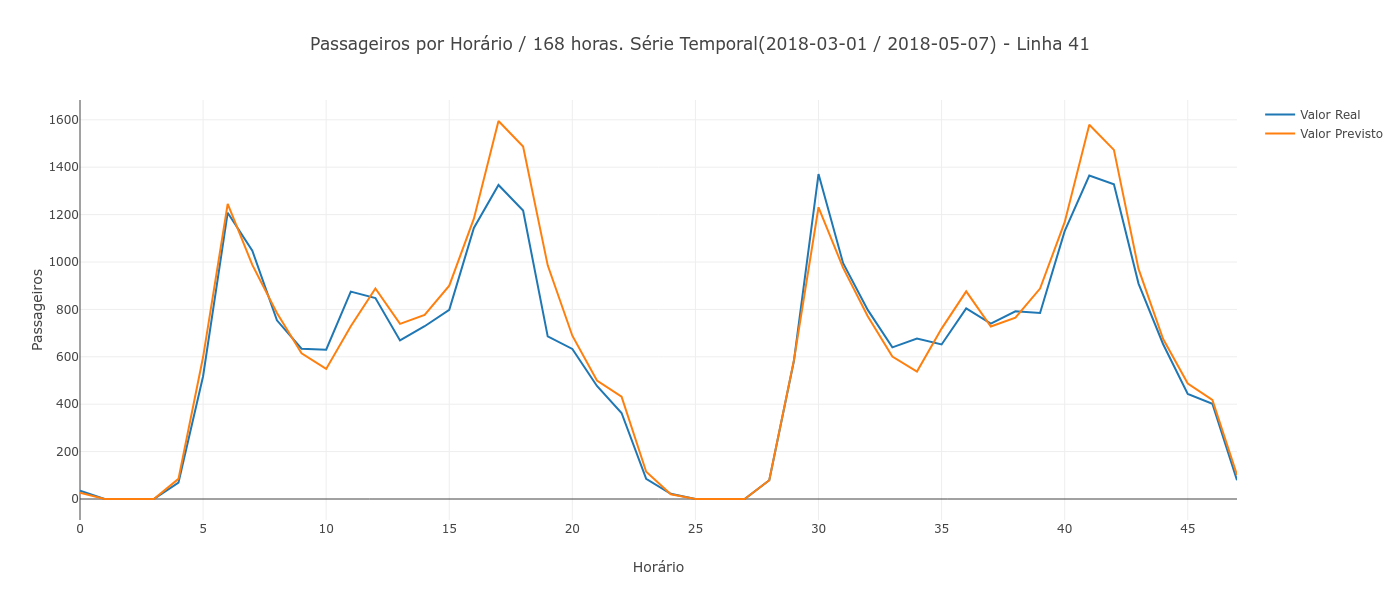 Passageiros por Horário / 168 horas. Série Temporal(2018-03-01 / 2018-05-07) - Linha 41
Valor Real
Valor Previsto
Passageiros
1600
1400
1200
1000
800
600
400
200
0
0 5 10 15 20 25 30 35 40 45
Horário